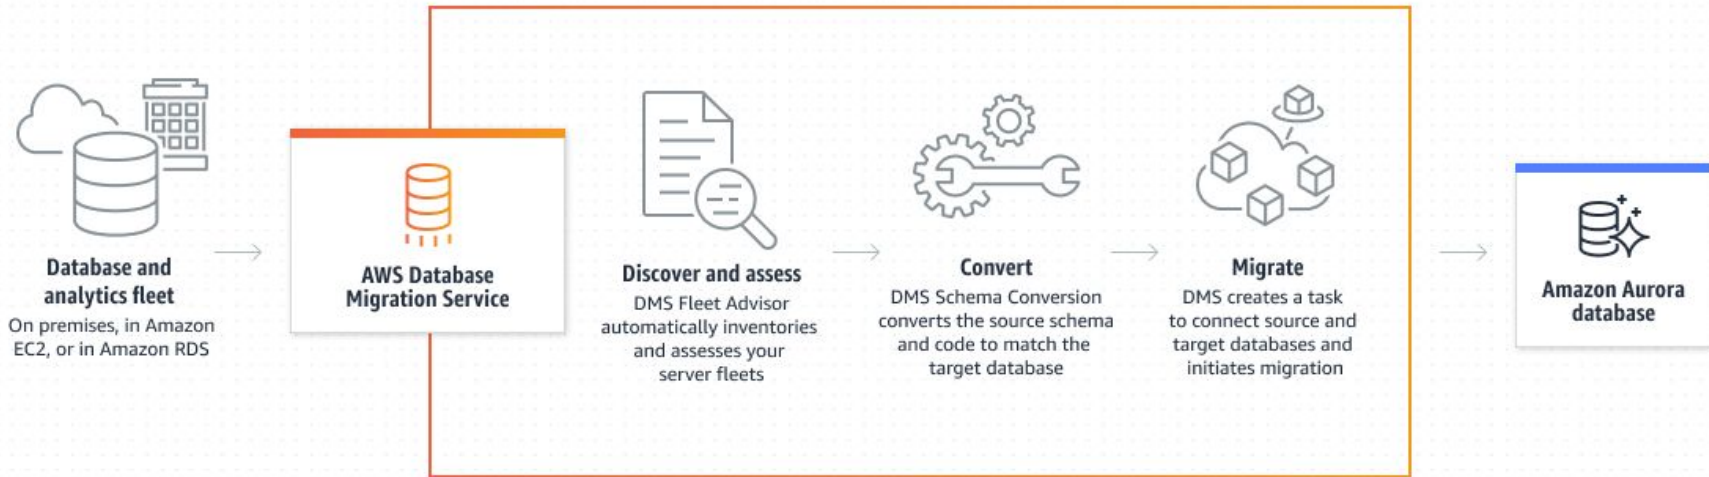 Database and
analytics fleet
On premises, in Amazon
EC2, or in Amazon RDS
AWS Database
Migration Service
Discover and assess
DMS Fleet Advisor
automatically inventories
and assesses your
server fleets
Convert
DMS Schema Conversion
converts the source schema
and code to match the
target database
Migrate
DMS creates a task
to connect source and
target databases and
initiates migration
Amazon Aurora
database